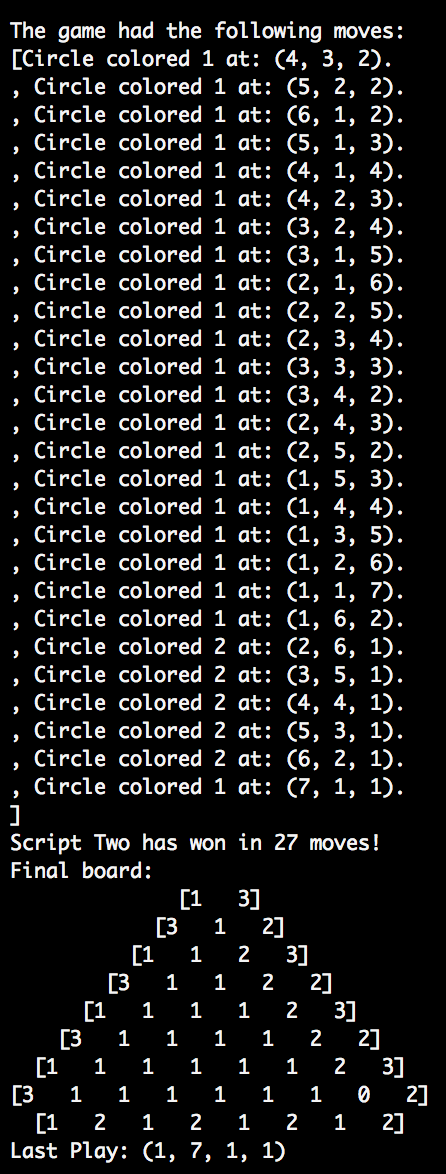 The game had the following moves:
[Circle colored 1 at: (4, 3, 2).
, Circle colored 1 at: (5, 2, 2).
, Circle colored 1 at: (6, 1, 2).
, Circle colored 1 at: (5, 1, 3).
, Circle colored 1 at: (4, 1, 4).
, Circle colored 1 at: (4, 2, 3).
, Circle colored 1 at: (3, 2, 4).
, Circle colored 1 at: (3, 1, 5).
, Circle colored 1 at: (2, 1, 6).
, Circle colored 1 at: (2, 2, 5).
, Circle colored 1 at: (2, 3, 4).
, Circle colored 1 at: (3, 3, 3).
, Circle colored 1 at: (3, 4, 2).
, Circle colored 1 at: (2, 4, 3).
, Circle colored 1 at: (2, 5, 2).
, Circle colored 1 at: (1, 5, 3).
, Circle colored 1 at: (1, 4, 4).
, Circle colored 1 at: (1, 3, 5).
, Circle colored 1 at: (1, 2, 6).
, Circle colored 1 at: (1, 1, 7).
, Circle colored 1 at: (1, 6, 2).
, Circle colored 2 at: (2, 6, 1).
, Circle colored 2 at: (3, 5, 1).
, Circle colored 2 at: (4, 4, 1).
, Circle colored 2 at: (5, 3, 1).
, Circle colored 2 at: (6, 2, 1).
, Circle colored 1 at: (7, 1, 1).
]
Script Two has won in 27 moves!
Final board:
[1 3]
[3 1 2]
[1 1 2 3]
[3 1 1 2 2]
[1 1 1 1 2 3]
[3 1 1 1 1 2 2]
[1 1 1 1 1 1 2 3]
[3 1 1 1 1 1 1 0 2]
[1 2 1 2 1 2 1 2]
Last Play: (1, 7, 1, 1)